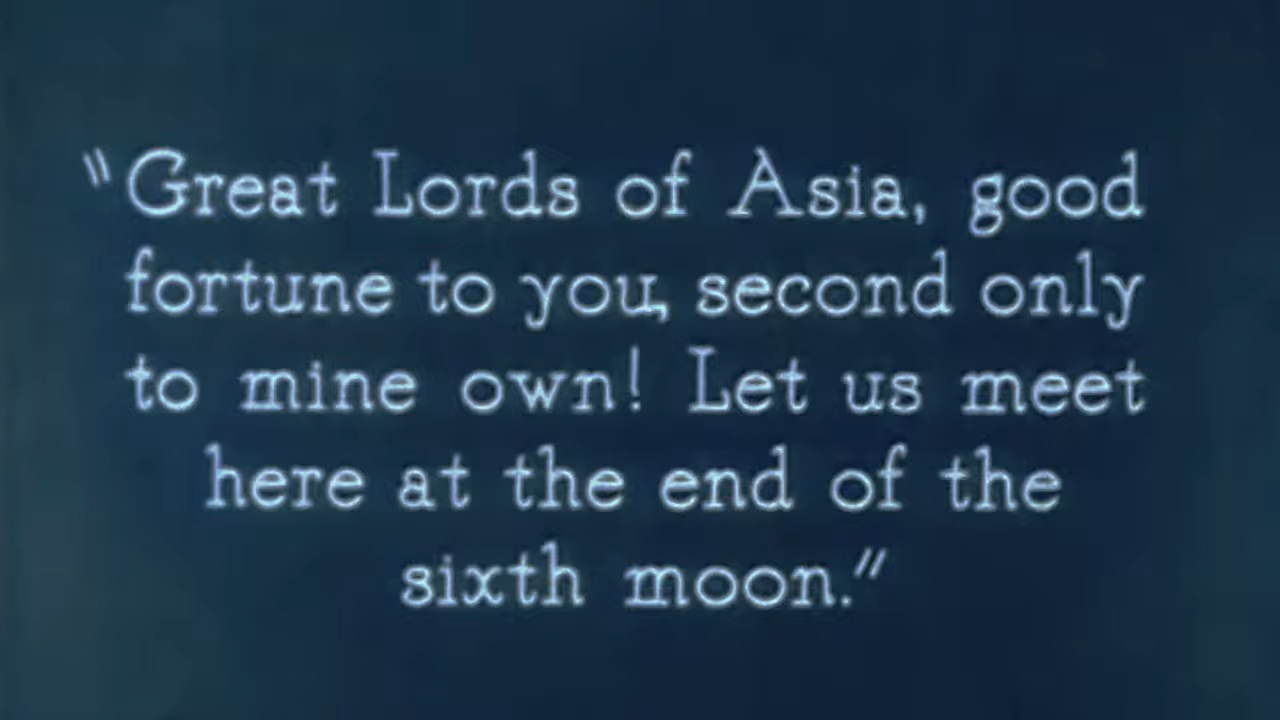 "Great Lords of Asia, good
fortune to you, second only
to mine own! Let us meet
here at the end of the
sixth moon."